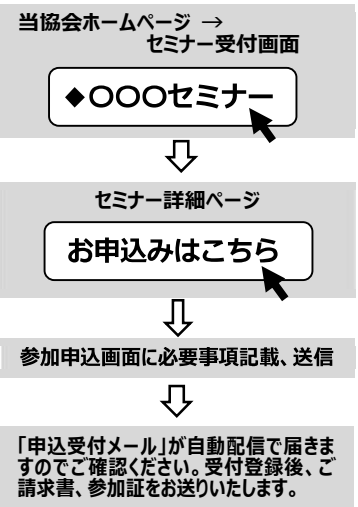 当協会ホームページ →
セミナー受付画面
◆〇〇〇セミナー
セミナー詳細ページ
お申込みはこちら
参加申込画面に必要事項記載、送信
「申込受付メール」が自動配信で届きま
すのでご確認ください。受付登録後、ご
請求書、参加証をお送りいたします。